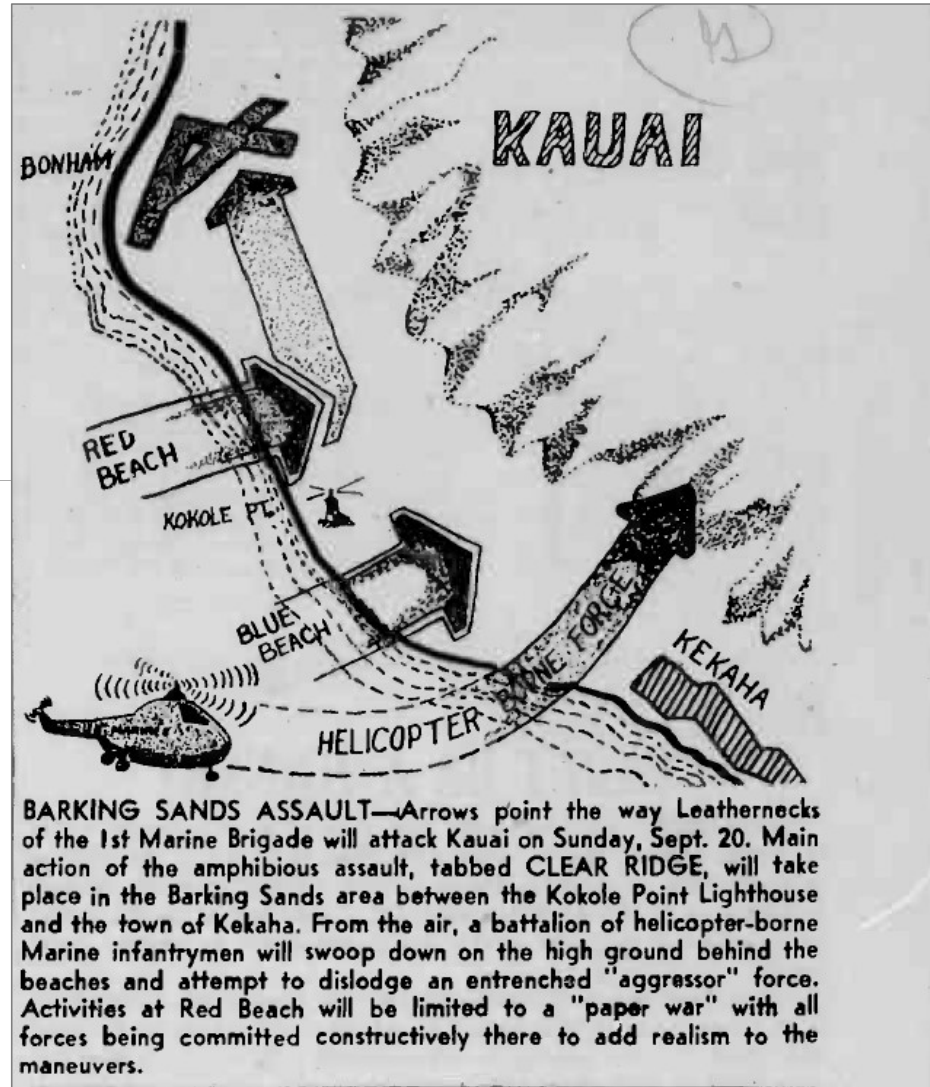 KAUAI
BONHAM
RED
BEACH
KOKOLE PT.
BLUE
BEACH
HELICOPTER BORNE FORCE
KEKAHA
MARINES
BARKING SANDS ASSAULT—Arrows point the way Leathernecks
of the 1st Marine Brigade will attack Kauai on Sunday, Sept. 20. Main
action of the amphibious assault, tabbed CLEAR RIDGE, will take
place in the Barking Sands area between the Kokole Point Lighthouse
and the town of Kekaha. From the air, a battalion of helicopter-borne
Marine infantrymen will swoop down on the high ground behind the
beaches and attempt to dislodge an entrenched "aggressor" force.
Activities at Red Beach will be limited to a "paper war" with all
forces being committed constructively there to add realism to the
maneuvers.